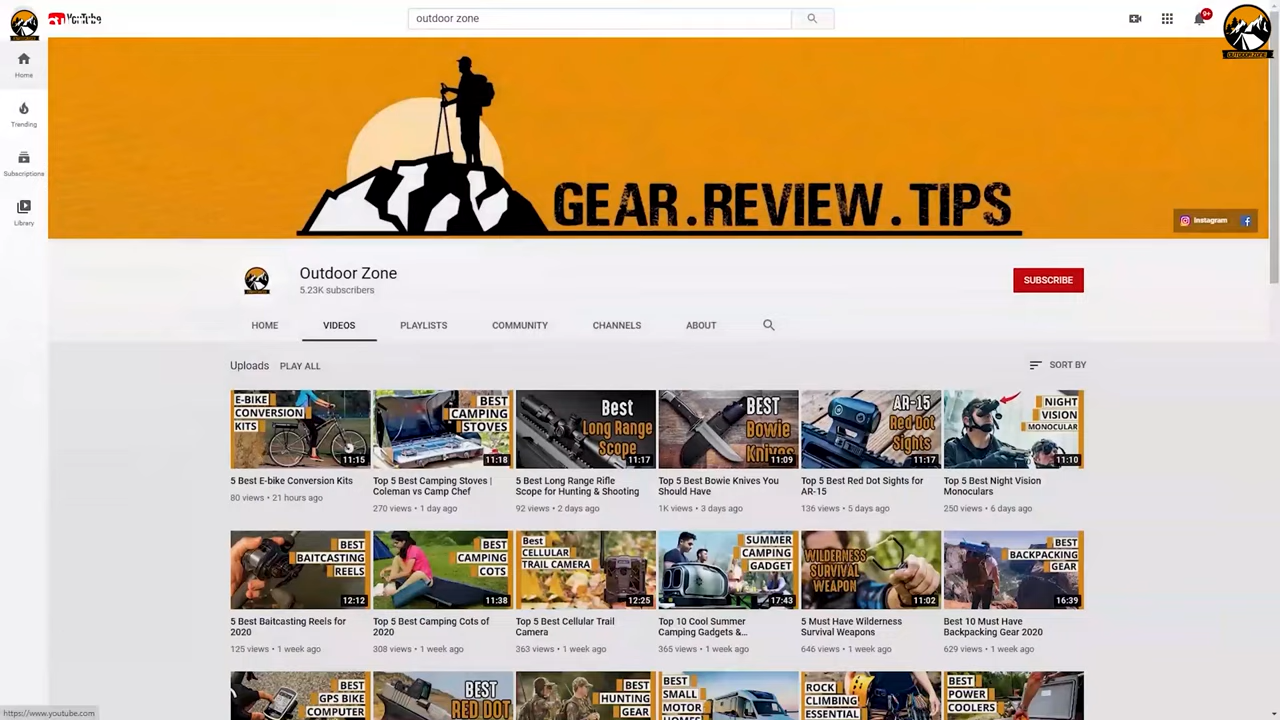 YouTube
outdoor zone
9+
OUTDOOR ZONE
Home
Trending
Subscriptions
Library
GEAR.REVIEW.TIPS
Instagram
Outdoor Zone
5.23K subscribers
SUBSCRIBE
HOME VIDEOS PLAYLISTS COMMUNITY CHANNELS ABOUT
Uploads PLAY ALL
SORT BY
E-BIKE
CONVERSION
KITS
11:15
5 Best E-bike Conversion Kits
80 views • 21 hours ago
BEST
CAMPING
STOVES
11:18
Top 5 Best Camping Stoves |
Coleman vs Camp Chef
270 views • 1 day ago
Best
Long Range
Scope
11:17
5 Best Long Range Rifle
Scope for Hunting & Shooting
92 views • 2 days ago
BEST
Bowie
Knives
11:09
Top 5 Best Bowie Knives You
Should Have
1K views • 3 days ago
AR-15
Red Dot
Sights
11:17
Top 5 Best Red Dot Sights for
AR-15
136 views • 5 days ago
NIGHT
VISION
MONOCULAR
11:10
Top 5 Best Night Vision
Monoculars
250 views • 6 days ago
BEST
BAITCASTING
REELS
12:12
5 Best Baitcasting Reels for
2020
125 views • 1 week ago
BEST
CAMPING
COTS
11:38
Top 5 Best Camping Cots of
2020
308 views • 1 week ago
Best
CELLULAR
TRAIL CAMERA
12:25
Top 5 Best Cellular Trail
Camera
363 views • 1 week ago
SUMMER
CAMPING
GADGET
17:43
Top 10 Cool Summer
Camping Gadgets &...
365 views • 1 week ago
WILDERNESS
SURVIVAL
WEAPON
11:02
5 Must Have Wilderness
Survival Weapons
646 views • 1 week ago
BEST
BACKPACKING
GEAR
16:39
Best 10 Must Have
Backpacking Gear 2020
629 views • 1 week ago
BEST
GPS BIKE
COMPUTER
BEST
RED DOT
BEST
HUNTING
GEAR
BEST
SMALL
MOTOR
HOMES
ROCK
CLIMBING
ESSENTIAL
BEST
POWER
COOLERS
https://www.youtube.com